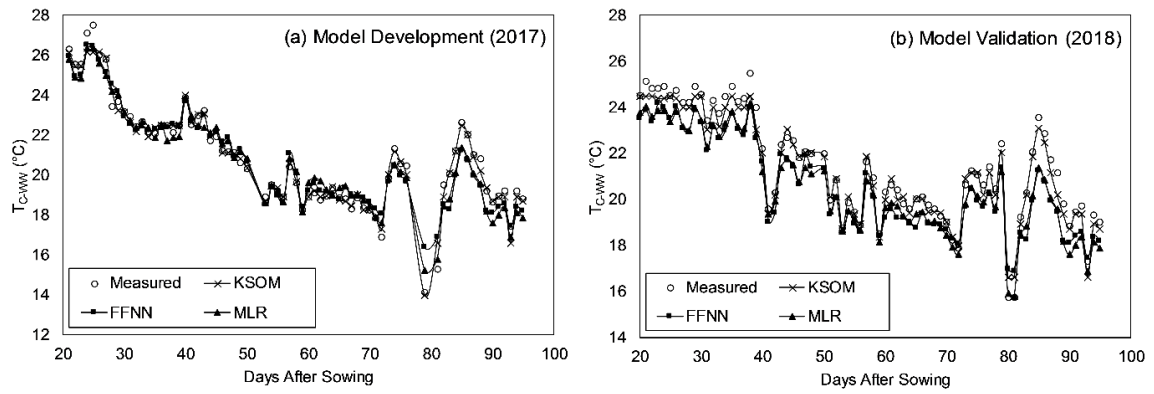 (a) Model Development (2017)
28
26
24
22
20
18
16
14
12
T_C-WW (°C)
Measured
KSOM
FFNN
MLR
20 30 40 50 60 70 80 90 100
Days After Sowing
(b) Model Validation (2018)
28
26
24
22
20
18
16
14
T_C-WW (°C)
Measured
KSOM
FFNN
MLR
20 30 40 50 60 70 80 90 100
Days After Sowing